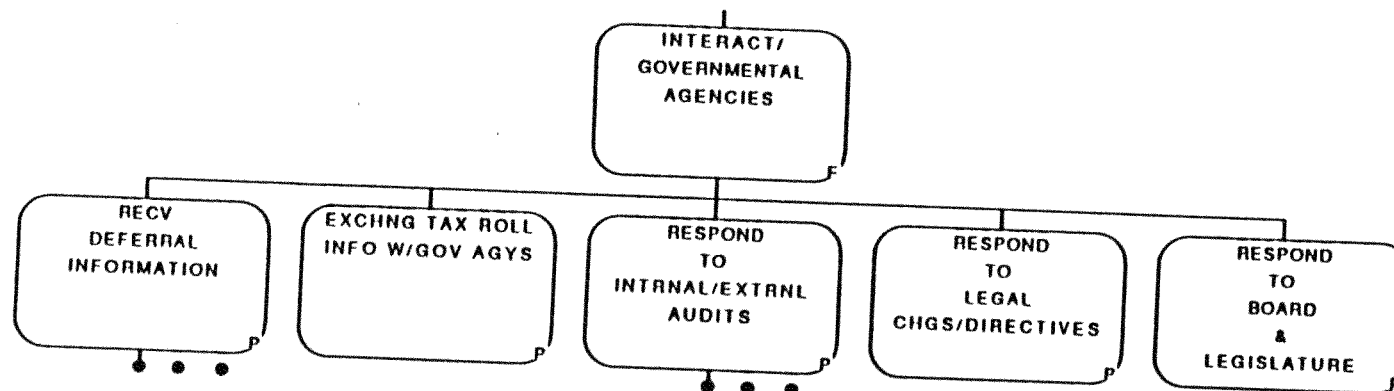 INTERACT/
GOVERNMENTAL
AGENCIES
F
RECV
DEFERRAL
INFORMATION
P
EXCHNG TAX ROLL
INFO W/GOV AGYS
P
RESPOND
TO
INTRNAL/EXTRNL
AUDITS
P
RESPOND
TO
LEGAL
CHGS/DIRECTIVES
P
RESPOND
TO
BOARD
&
LEGISLATURE